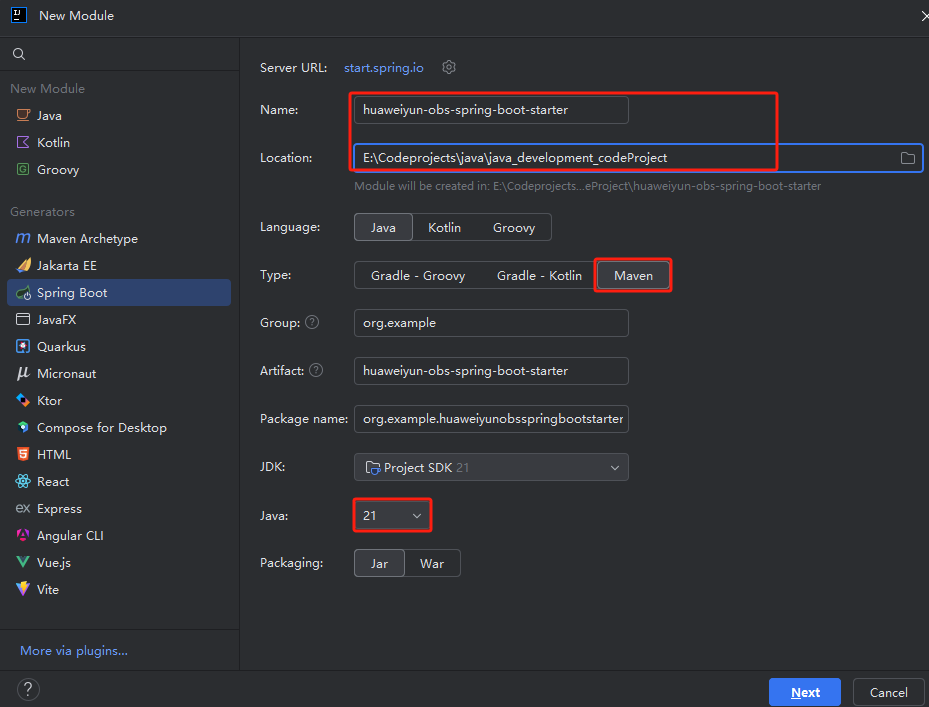 New Module
Server URL: start.spring.io
New Module
Java
Kotlin
Groovy
Generators
Maven Archetype
Jakarta EE
Spring Boot
JavaFX
Quarkus
Micronaut
Ktor
Compose for Desktop
HTML
React
Express
Angular CLI
Vue.js
Vite
More via plugins...
Name: huaweiyun-obs-spring-boot-starter
Location: E:\Codeprojects\java\java_development_codeProject
Module will be created in: E:\Codeprojects...eProject\huaweiyun-obs-spring-boot-starter
Language: Java Kotlin Groovy
Type: Gradle - Groovy Gradle - Kotlin Maven
Group: ? org.example
Artifact: ? huaweiyun-obs-spring-boot-starter
Package name: org.example.huaweiyunobsspringbootstarter
JDK: Project SDK 21
Java: 21
Packaging: Jar War
? Next Cancel